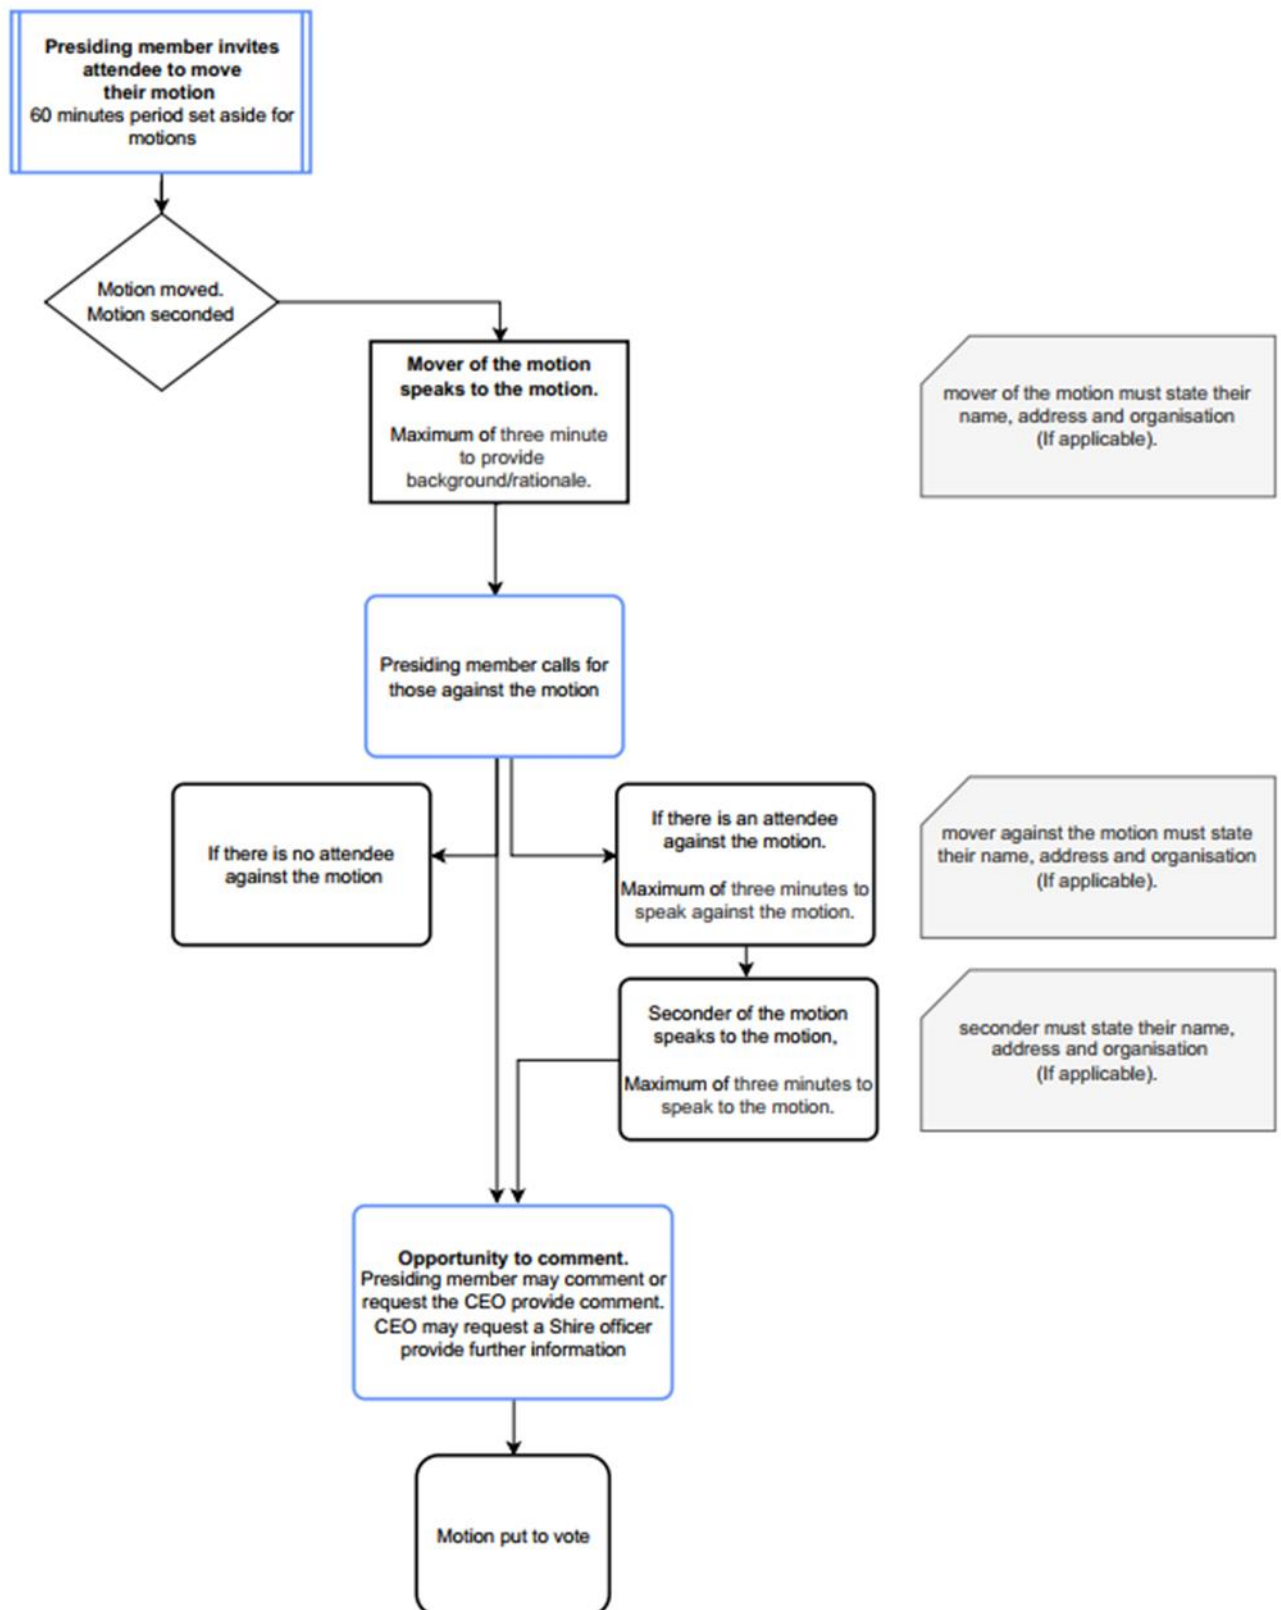 Presiding member invites
attendee to move
their motion
60 minutes period set aside for
motions
Motion moved.
Motion seconded
Mover of the motion
speaks to the motion.
Maximum of three minute
to provide
background/rationale.
mover of the motion must state their
name, address and organisation
(If applicable).
Presiding member calls for
those against the motion
If there is no attendee
against the motion
If there is an attendee
against the motion.
Maximum of three minutes to
speak against the motion.
mover against the motion must state
their name, address and organisation
(If applicable).
Seconder of the motion
speaks to the motion,
Maximum of three minutes to
speak to the motion.
seconder must state their name,
address and organisation
(If applicable).
Opportunity to comment.
Presiding member may comment or
request the CEO provide comment.
CEO may request a Shire officer
provide further information
Motion put to vote